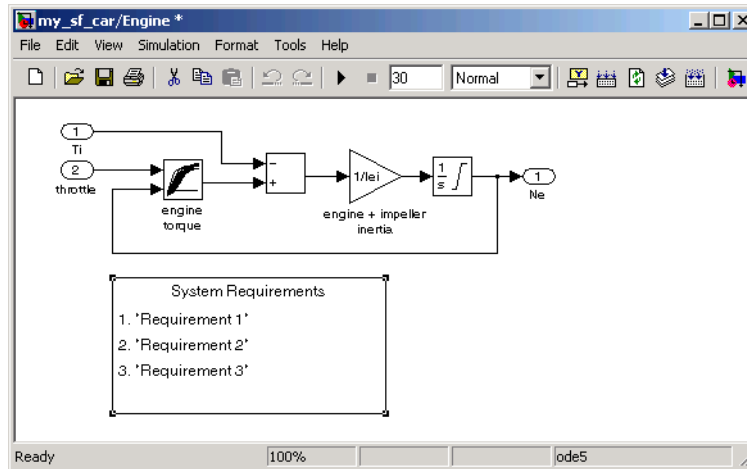 my_sf_car/Engine *
File Edit View Simulation Format Tools Help
30 Normal
1
Ti
2
throttle
engine
torque
−
+
1/Iei
engine + impeller
inertia
1
s
1
Ne
System Requirements
1. "Requirement 1"
2. "Requirement 2"
3. "Requirement 3"
Ready 100% ode5